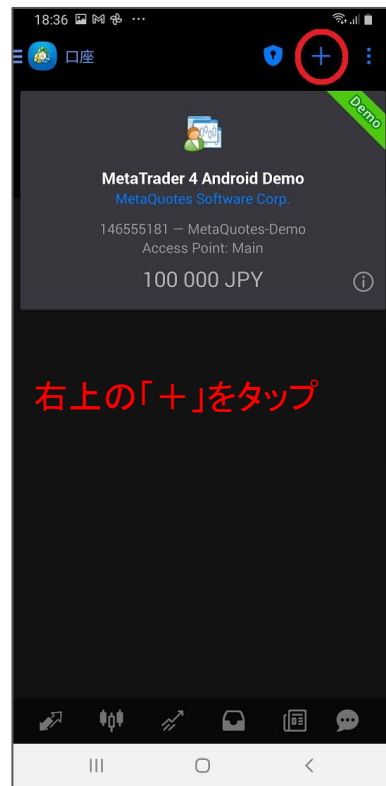 18:36
口座
Demo
MetaTrader 4 Android Demo
MetaQuotes Software Corp.
146555181 — MetaQuotes-Demo
Access Point: Main
100 000 JPY
右上の「＋」をタップ